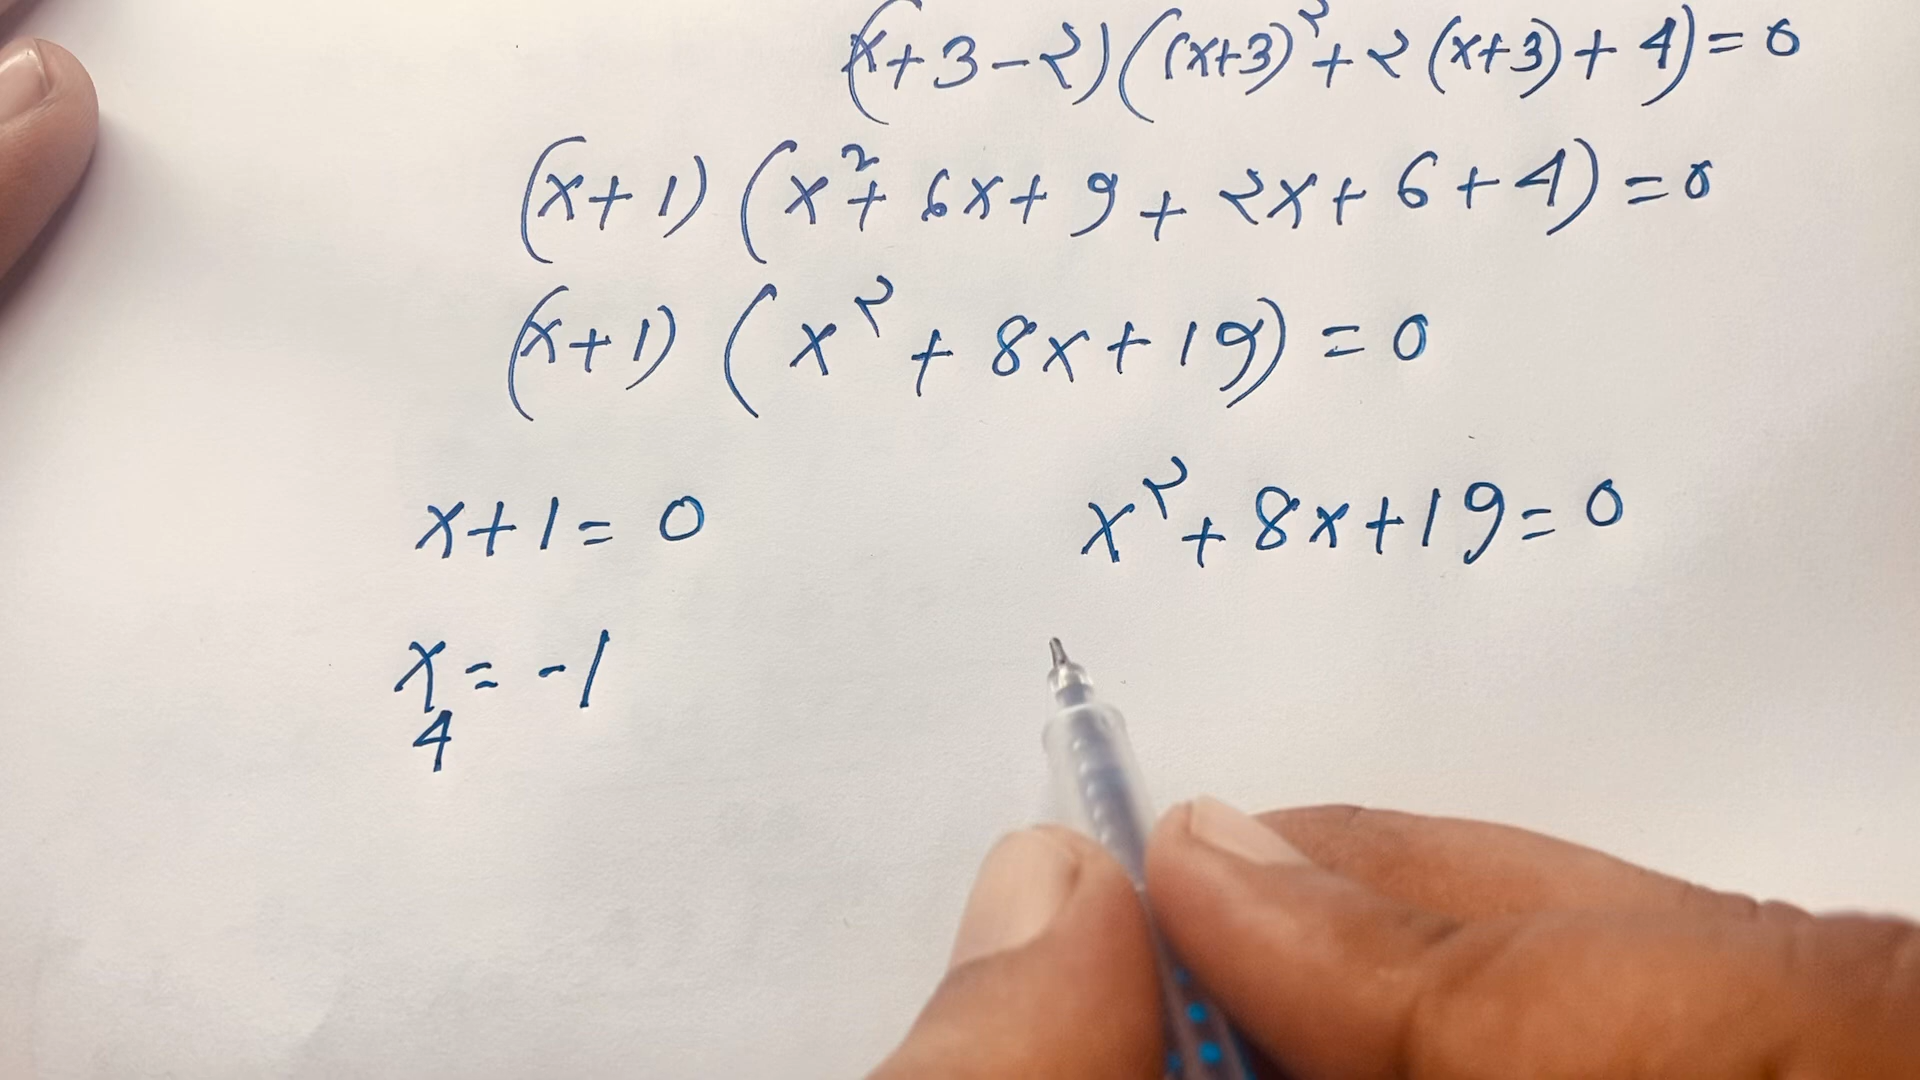 (x+3-2)((x+3)²+2(x+3)+4)=0
(x+1)(x²+6x+9+2x+6+4)=0
(x+1)(x²+8x+19)=0
x+1=0 x²+8x+19=0
x₄=-1